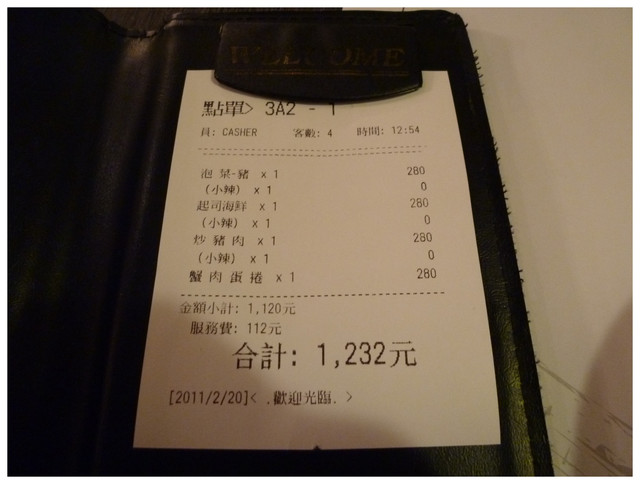 WELCOME
點單> 3A2 - 1
員: CASHER 客數: 4 時間: 12:54
泡菜-豬 x 1 280
(小辣) x 1 0
起司海鮮 x 1 280
(小辣) x 1 0
炒豬肉 x 1 280
(小辣) x 1 0
蟹肉蛋捲 x 1 280
金額小計: 1,120元
服務費: 112元
合計: 1,232元
[2011/2/20]< .歡迎光臨. >